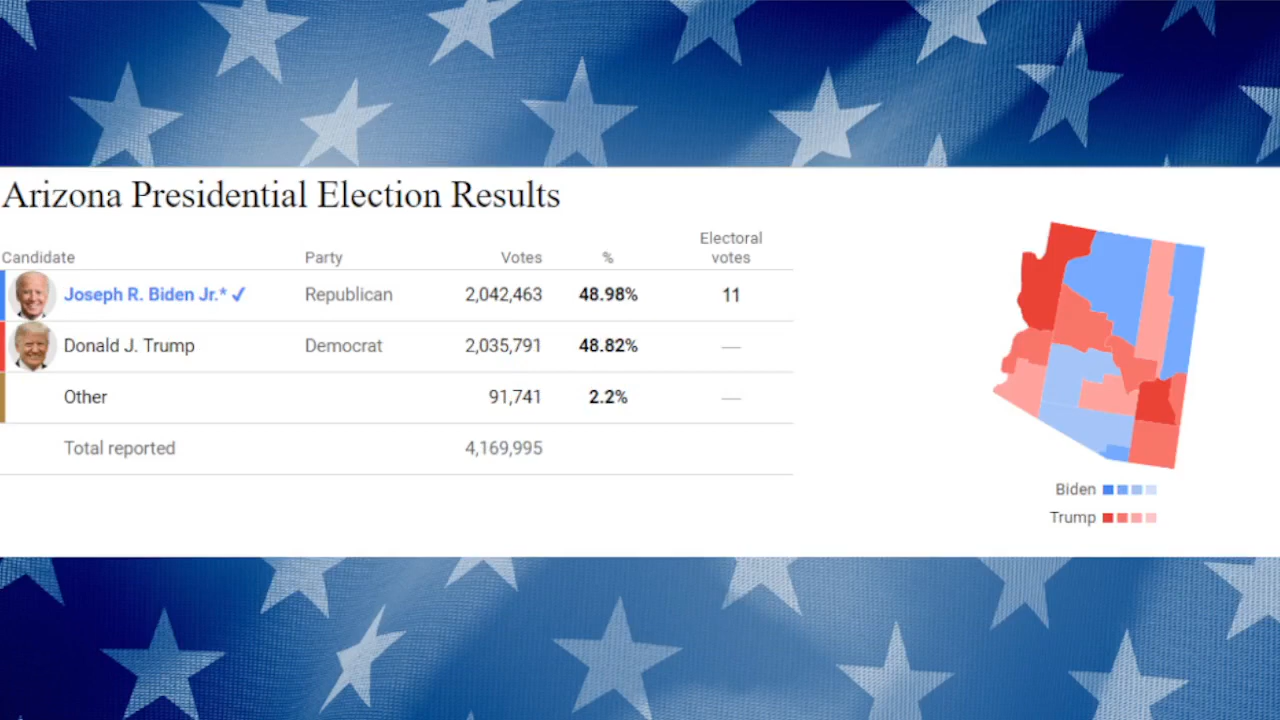 Arizona Presidential Election Results
Candidate Party Votes % Electoral votes
Joseph R. Biden Jr.* ✓ Republican 2,042,463 48.98% 11
Donald J. Trump Democrat 2,035,791 48.82% —
Other 91,741 2.2% —
Total reported 4,169,995
Biden
Trump